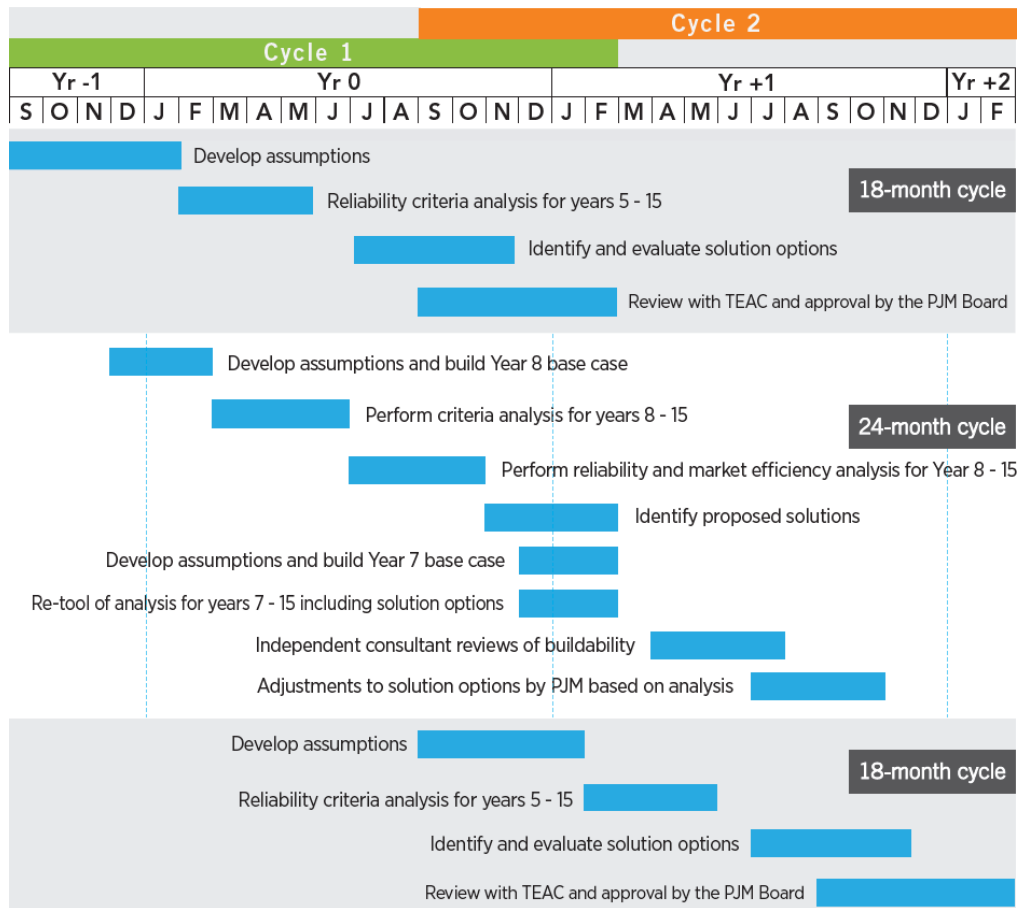 Cycle 2
Cycle 1
Yr -1 Yr 0 Yr +1 Yr +2
S O N D J F M A M J J A S O N D J F M A M J J A S O N D J F
Develop assumptions
18-month cycle
Reliability criteria analysis for years 5 - 15
Identify and evaluate solution options
Review with TEAC and approval by the PJM Board
Develop assumptions and build Year 8 base case
Perform criteria analysis for years 8 - 15
24-month cycle
Perform reliability and market efficiency analysis for Year 8 - 15
Identify proposed solutions
Develop assumptions and build Year 7 base case
Re-tool of analysis for years 7 - 15 including solution options
Independent consultant reviews of buildability
Adjustments to solution options by PJM based on analysis
Develop assumptions
18-month cycle
Reliability criteria analysis for years 5 - 15
Identify and evaluate solution options
Review with TEAC and approval by the PJM Board